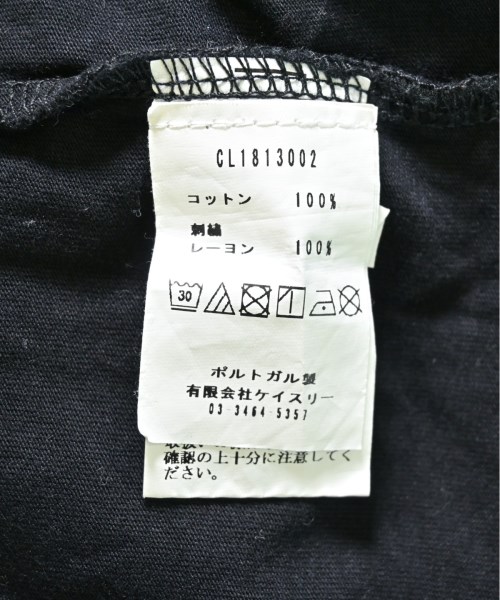 CL1813002
コットン 100%
刺繍
レーヨン 100%
30
ポルトガル製
有限会社ケイスリー
03-3464-5357
確認の上十分に注意してく
ださい。